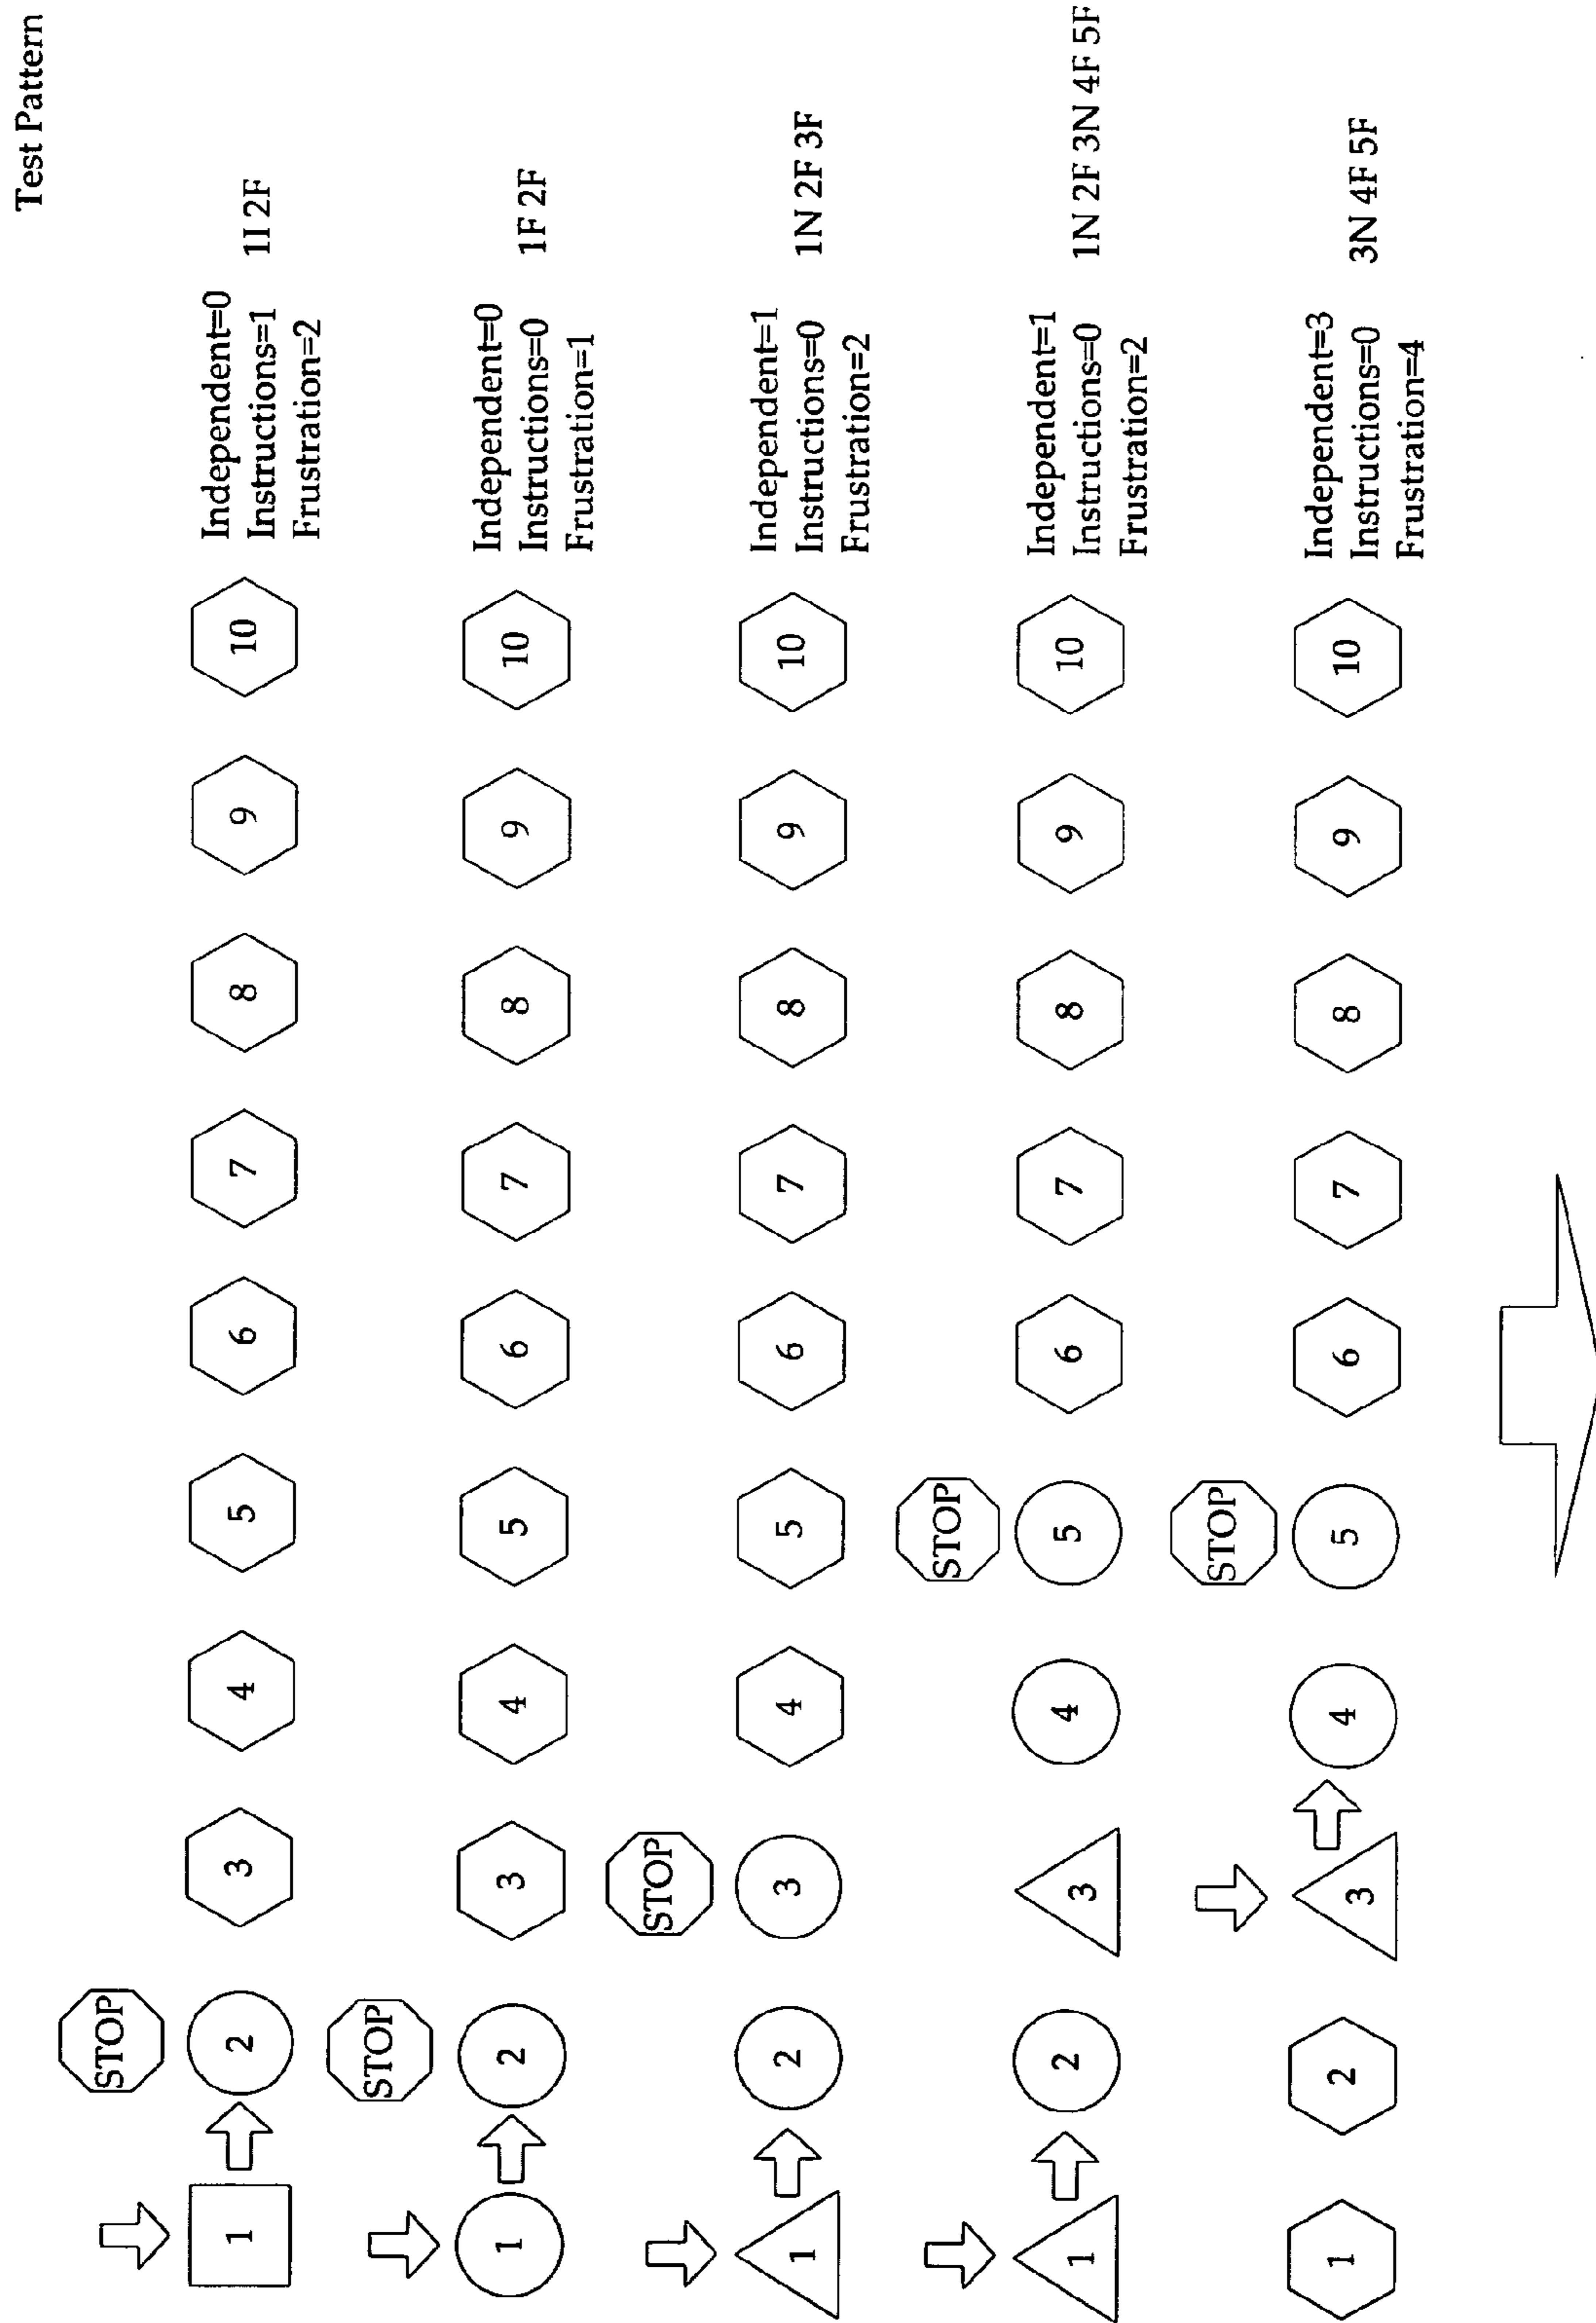 Test Pattern
STOP
1 2 3 4 5 6 7 8 9 10
Independent=0
Instructions=1
Frustration=2
1I 2F
STOP
1 2 3 4 5 6 7 8 9 10
Independent=0
Instructions=0
Frustration=1
1F 2F
STOP
1 2 3 4 5 6 7 8 9 10
Independent=1
Instructions=0
Frustration=2
1N 2F 3F
STOP
1 2 3 4 5 6 7 8 9 10
Independent=1
Instructions=0
Frustration=2
1N 2F 3N 4F 5F
STOP
1 2 3 4 5 6 7 8 9 10
Independent=3
Instructions=0
Frustration=4
3N 4F 5F